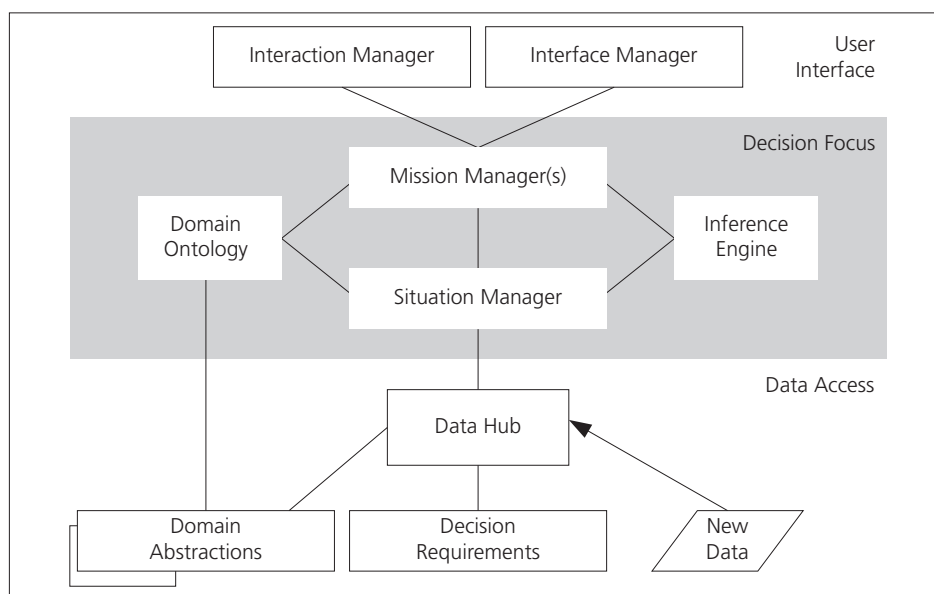 Interaction Manager
Interface Manager
User
Interface
Decision Focus
Mission Manager(s)
Domain
Ontology
Inference
Engine
Situation Manager
Data Access
Data Hub
Domain
Abstractions
Decision
Requirements
New
Data